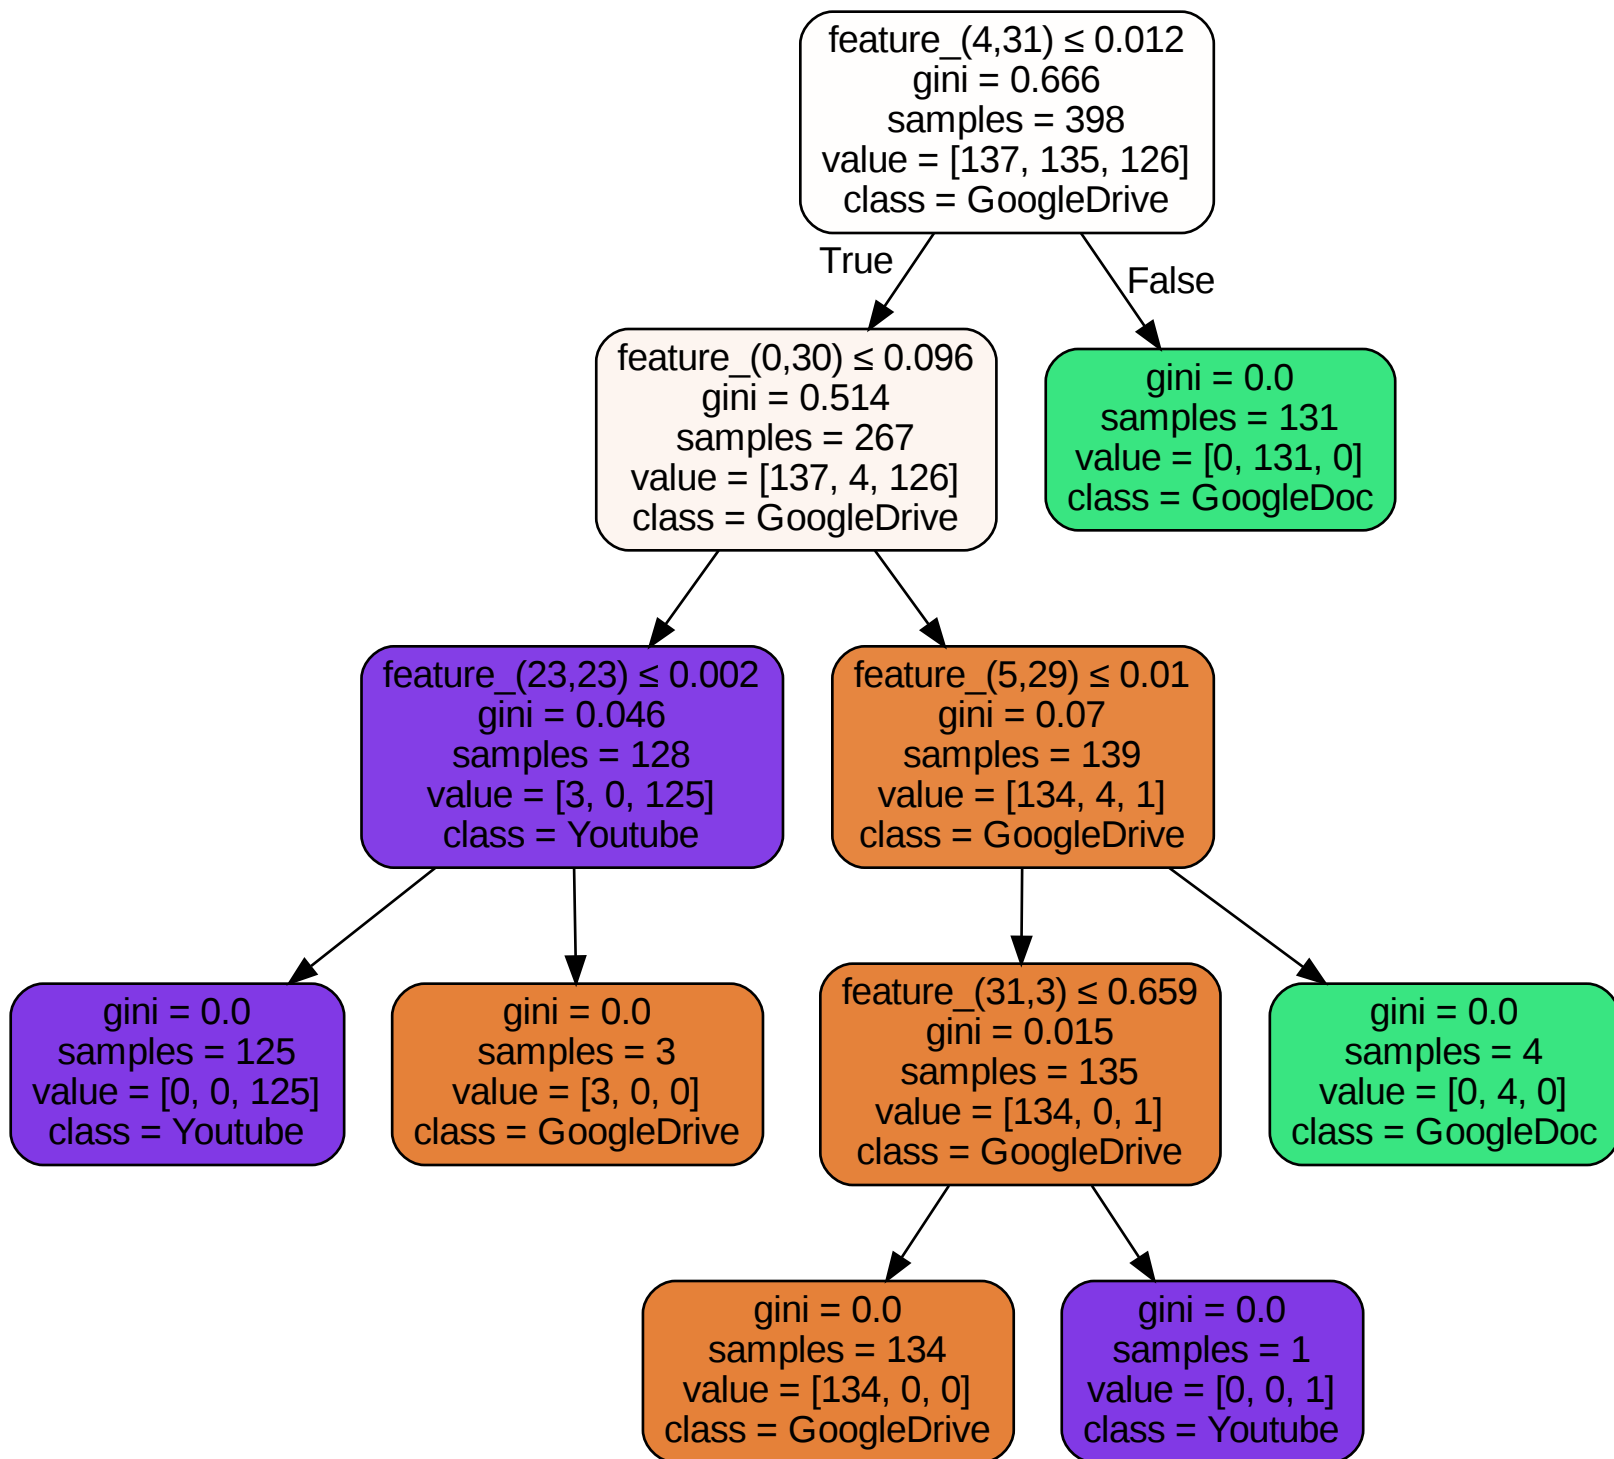 feature_(4,31) ≤ 0.012
gini = 0.666
samples = 398
value = [137, 135, 126]
class = GoogleDrive
True
False
feature_(0,30) ≤ 0.096
gini = 0.514
samples = 267
value = [137, 4, 126]
class = GoogleDrive
gini = 0.0
samples = 131
value = [0, 131, 0]
class = GoogleDoc
feature_(23,23) ≤ 0.002
gini = 0.046
samples = 128
value = [3, 0, 125]
class = Youtube
feature_(5,29) ≤ 0.01
gini = 0.07
samples = 139
value = [134, 4, 1]
class = GoogleDrive
gini = 0.0
samples = 125
value = [0, 0, 125]
class = Youtube
gini = 0.0
samples = 3
value = [3, 0, 0]
class = GoogleDrive
feature_(31,3) ≤ 0.659
gini = 0.015
samples = 135
value = [134, 0, 1]
class = GoogleDrive
gini = 0.0
samples = 4
value = [0, 4, 0]
class = GoogleDoc
gini = 0.0
samples = 134
value = [134, 0, 0]
class = GoogleDrive
gini = 0.0
samples = 1
value = [0, 0, 1]
class = Youtube